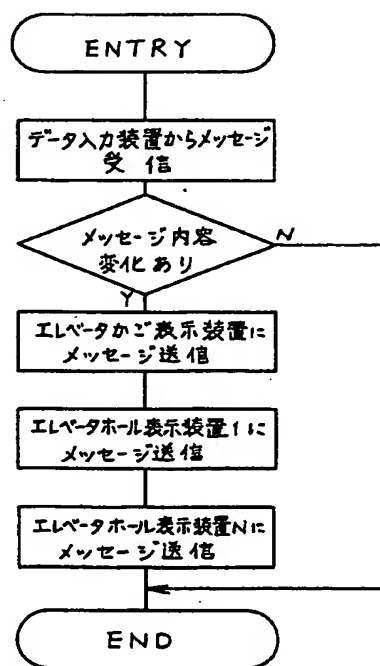 ENTRY
データ入力装置からメッセージ
受信
メッセージ内容
変化あり
N
Y
エレベータかご表示装置に
メッセージ送信
エレベータホール表示装置1に
メッセージ送信
エレベータホール表示装置Nに
メッセージ送信
END